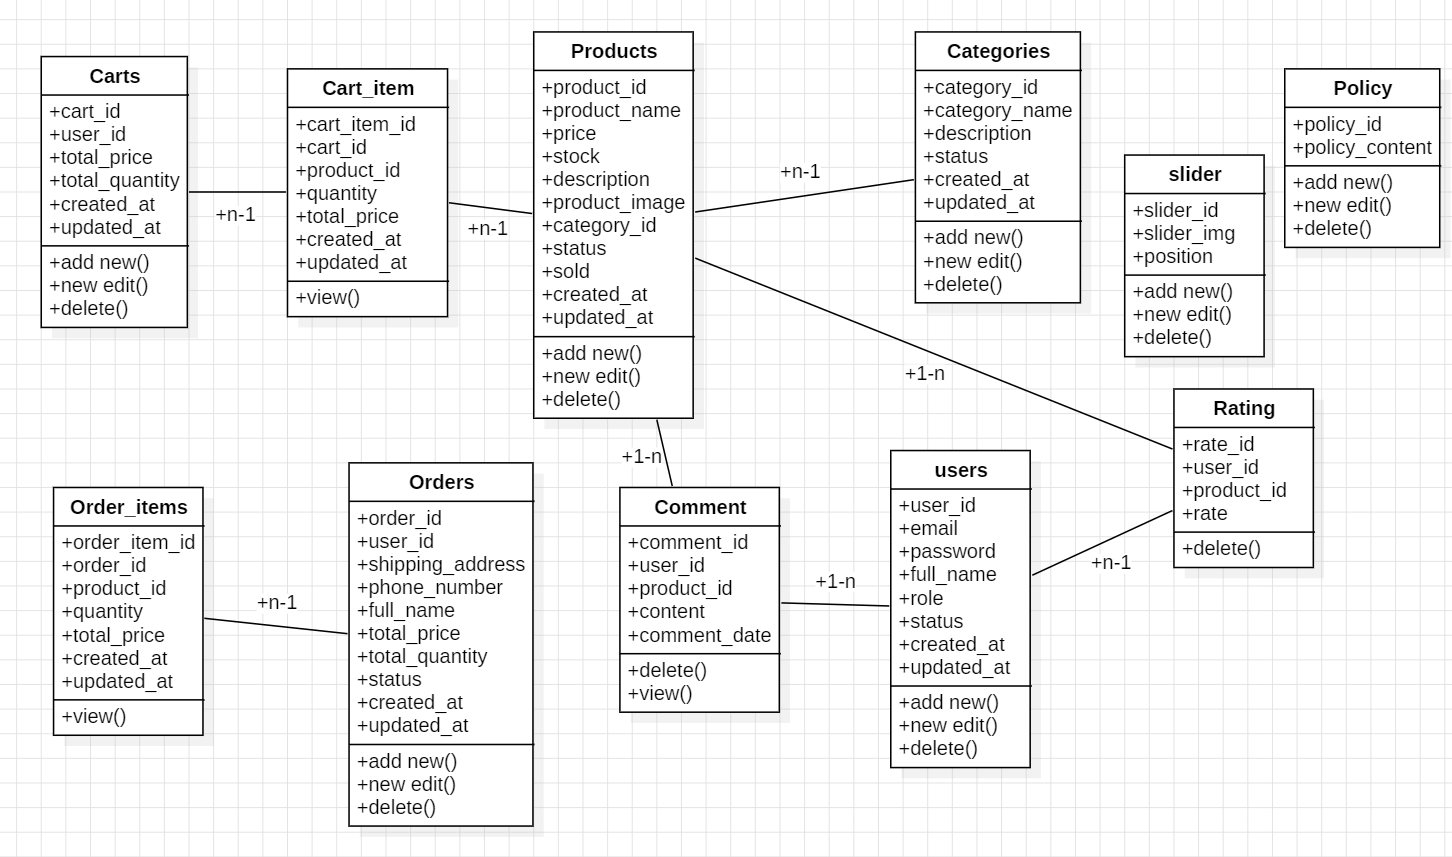 Carts
+cart_id
+user_id
+total_price
+total_quantity
+created_at
+updated_at
+add new()
+new edit()
+delete()
+n-1
Cart_item
+cart_item_id
+cart_id
+product_id
+quantity
+total_price
+created_at
+updated_at
+view()
+n-1
Products
+product_id
+product_name
+price
+stock
+description
+product_image
+category_id
+status
+sold
+created_at
+updated_at
+add new()
+new edit()
+delete()
+n-1
Categories
+category_id
+category_name
+description
+status
+created_at
+updated_at
+add new()
+new edit()
+delete()
slider
+slider_id
+slider_img
+position
+add new()
+new edit()
+delete()
Policy
+policy_id
+policy_content
+add new()
+new edit()
+delete()
+1-n
+1-n
Order_items
+order_item_id
+order_id
+product_id
+quantity
+total_price
+created_at
+updated_at
+view()
+n-1
Orders
+order_id
+user_id
+shipping_address
+phone_number
+full_name
+total_price
+total_quantity
+status
+created_at
+updated_at
+add new()
+new edit()
+delete()
Comment
+comment_id
+user_id
+product_id
+content
+comment_date
+delete()
+view()
+1-n
users
+user_id
+email
+password
+full_name
+role
+status
+created_at
+updated_at
+add new()
+new edit()
+delete()
+n-1
Rating
+rate_id
+user_id
+product_id
+rate
+delete()